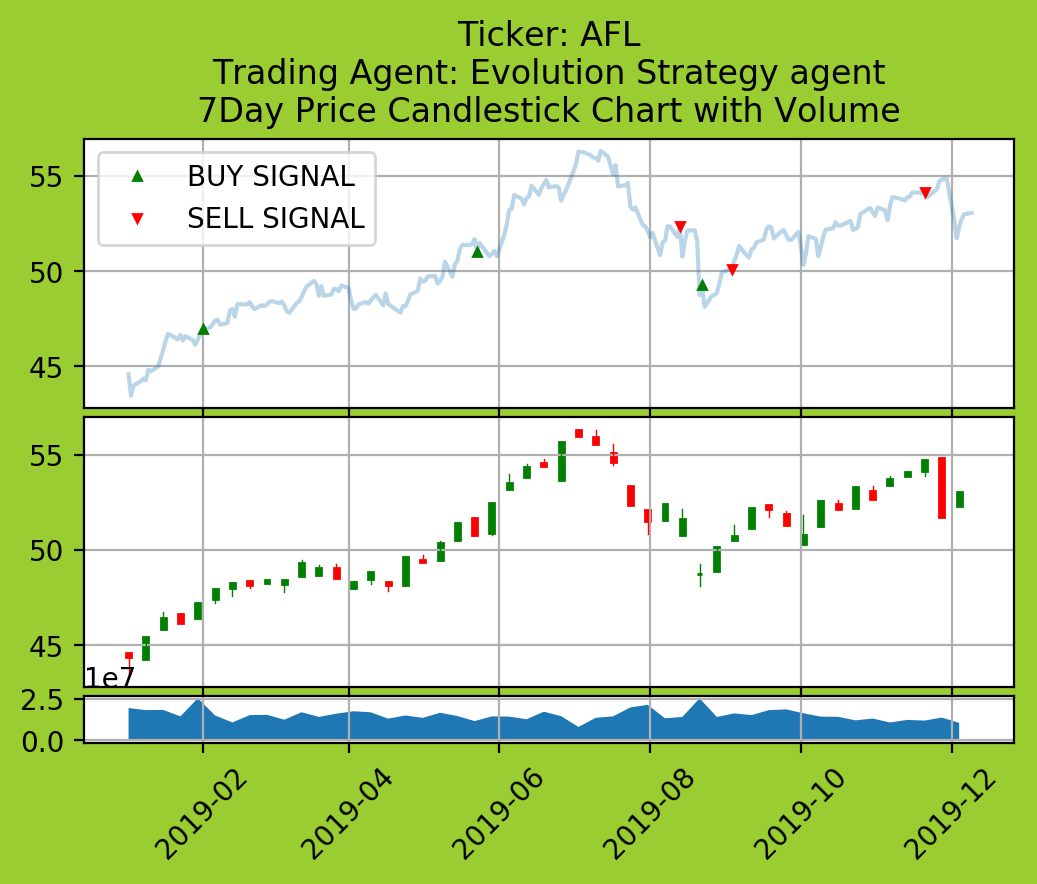 Ticker: AFL
Trading Agent: Evolution Strategy agent
7Day Price Candlestick Chart with Volume
55
50
45
BUY SIGNAL
SELL SIGNAL
55
50
45
1e7
2.5
0.0
2019-02
2019-04
2019-06
2019-08
2019-10
2019-12